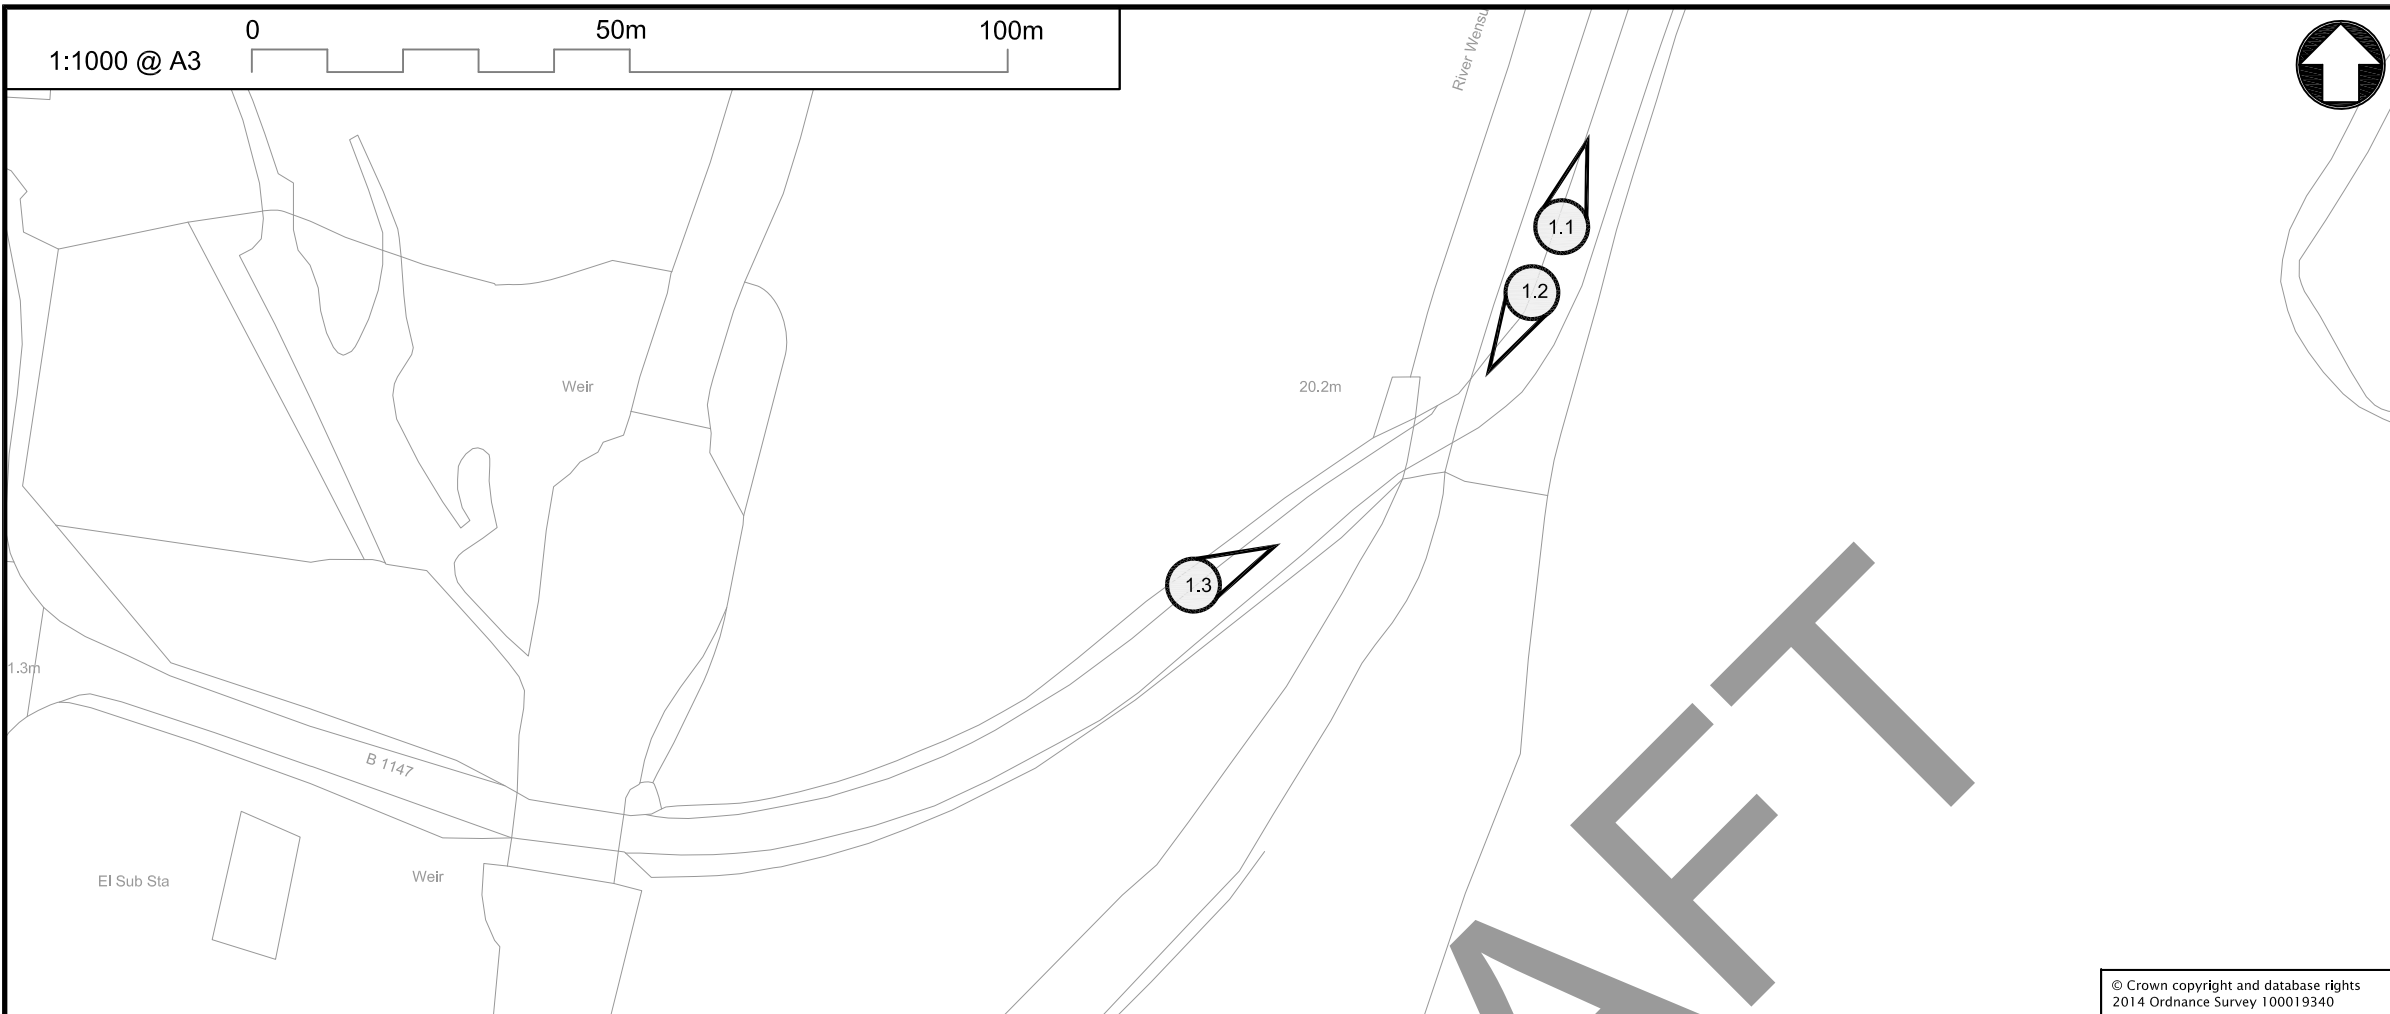 0 50m 100m
1:1000 @ A3
River Wensu
1.1
1.2
Weir
20.2m
1.3
1.3m
B 1147
El Sub Sta
Weir
AFT
© Crown copyright and database rights
2014 Ordnance Survey 100019340